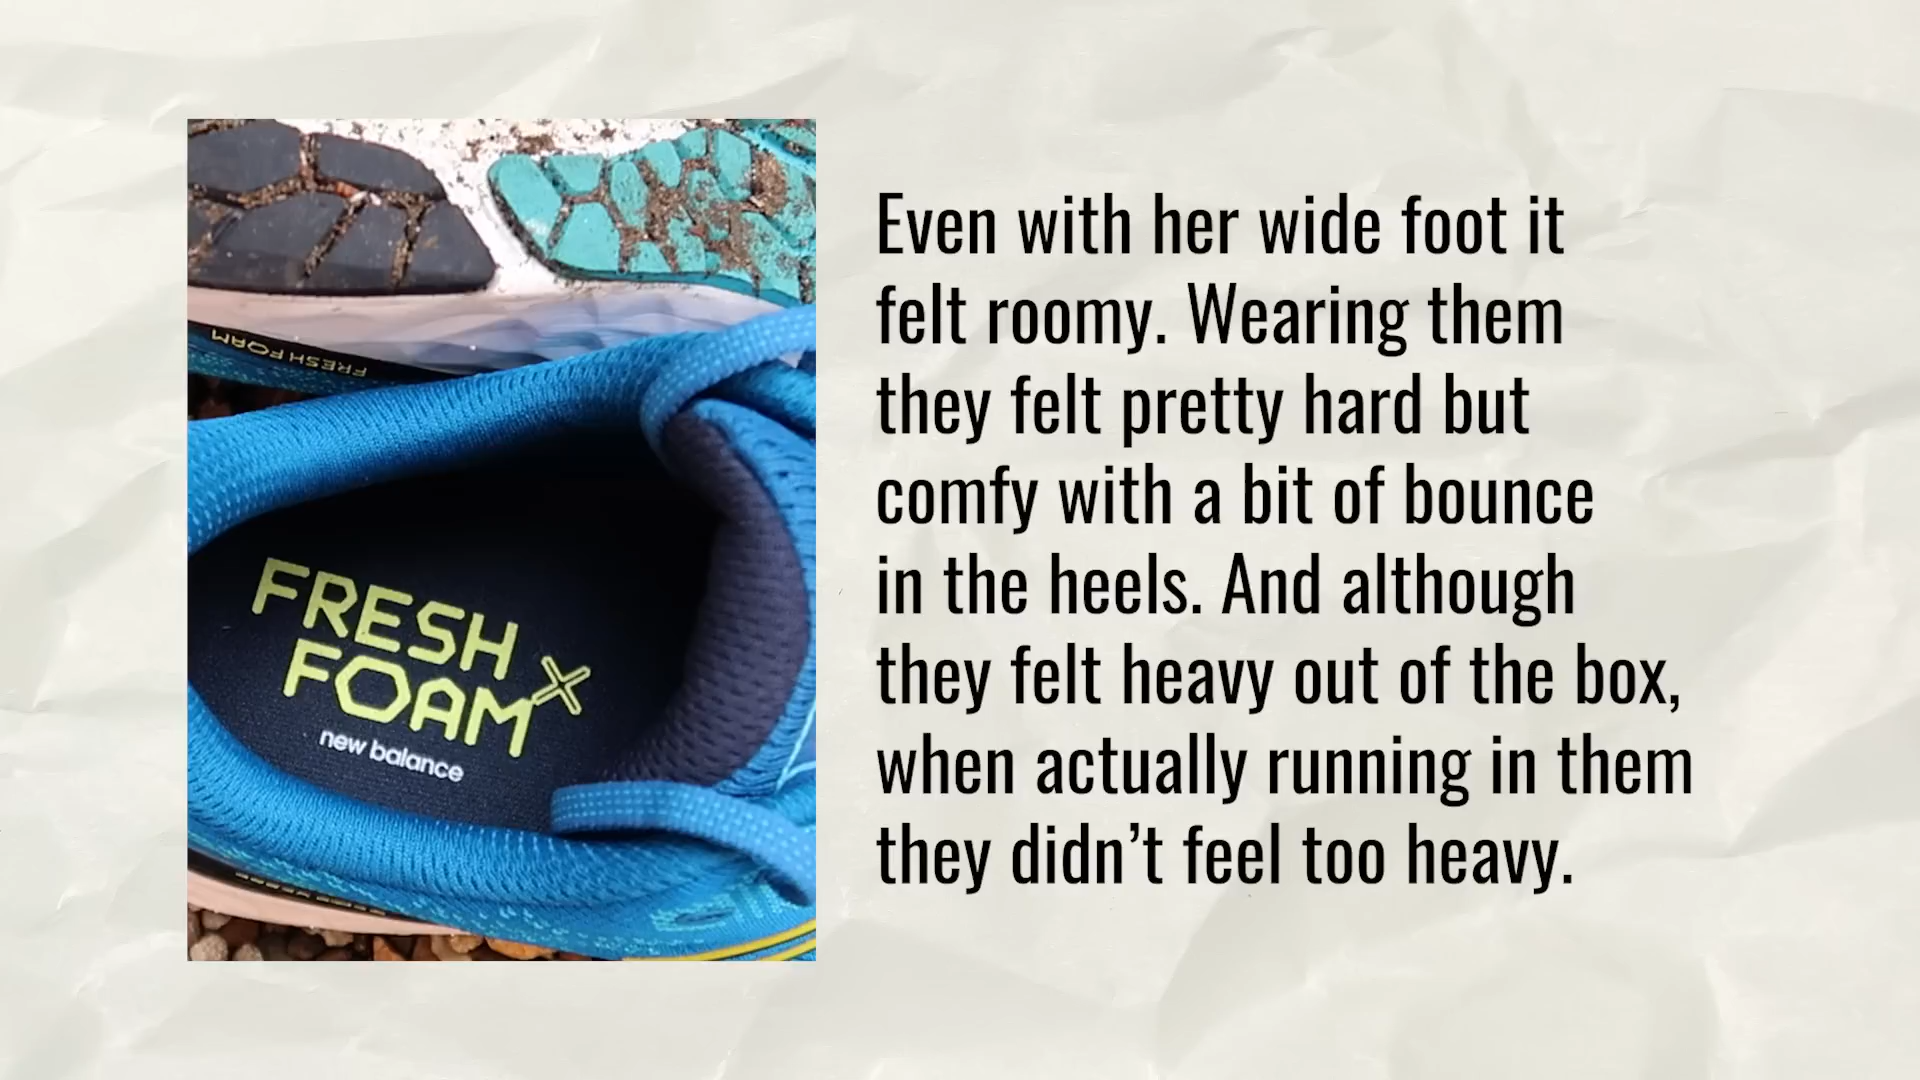 FRESH FOAM
FRESH
FOAM X
new balance
Even with her wide foot it
felt roomy. Wearing them
they felt pretty hard but
comfy with a bit of bounce
in the heels. And although
they felt heavy out of the box,
when actually running in them
they didn’t feel too heavy.